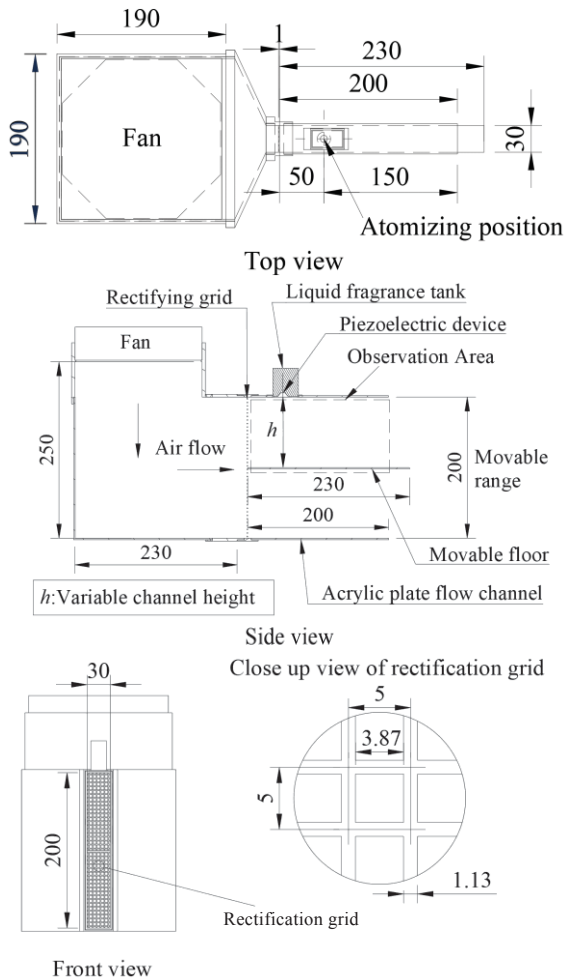 190
1
230
200
190
Fan
30
50
150
Atomizing position
Top view
Rectifying grid
Liquid fragrance tank
Piezoelectric device
Observation Area
Fan
h
250
Air flow
200
Movable
range
230
200
230
Movable floor
h:Variable channel height
Acrylic plate flow channel
Side view
30
Close up view of rectification grid
5
3.87
5
200
1.13
Rectification grid
Front view